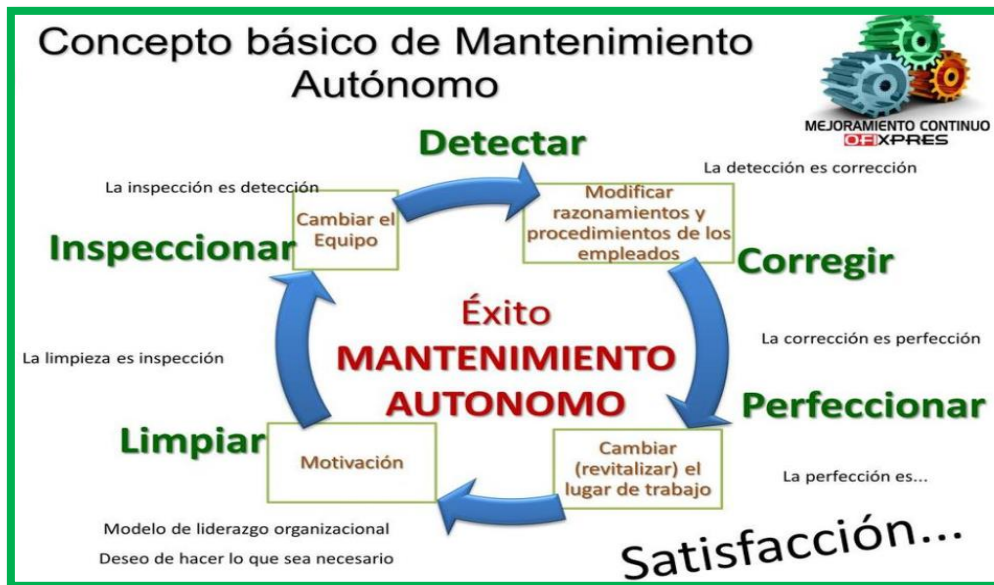 Concepto básico de Mantenimiento
Autónomo
MEJORAMIENTO CONTINUO
OFIXPRES
Detectar
La detección es corrección
La inspección es detección
Cambiar el
Equipo
Modificar
razonamientos y
procedimientos de los
empleados
Inspeccionar
Corregir
Éxito
MANTENIMIENTO
AUTONOMO
La corrección es perfección
La limpieza es inspección
Perfeccionar
Limpiar
Motivación
Cambiar
(revitalizar) el
lugar de trabajo
La perfección es...
Modelo de liderazgo organizacional
Deseo de hacer lo que sea necesario
Satisfacción...